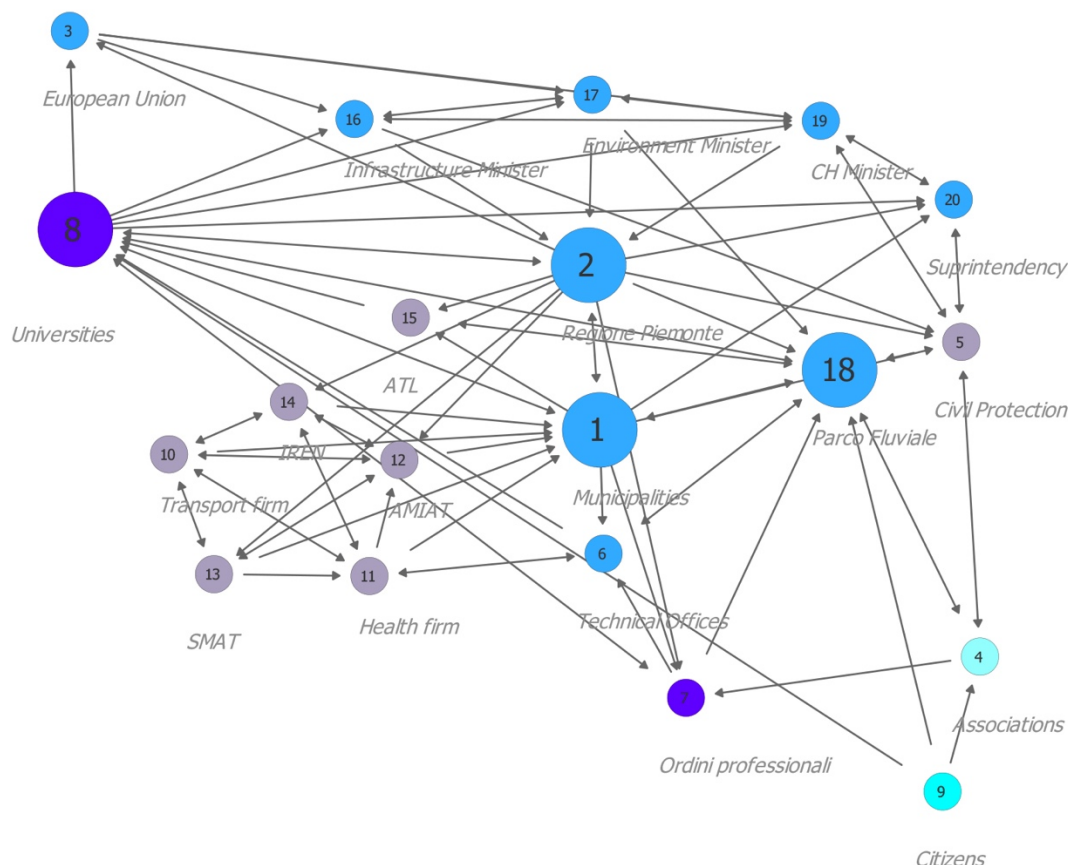 3
European Union
17
16
19
Environment Minister
Infrastructure Minister
CH Minister
20
8
2
Suprintendency
15
Regione Piemonte
Universities
5
18
ATL
14
Civil Protection
1
Parco Fluviale
IREN
10
12
Transport firm
AMIAT
Municipalities
6
13
11
Technical Offices
Health firm
SMAT
4
7
Associations
Ordini professionali
9
Citizens